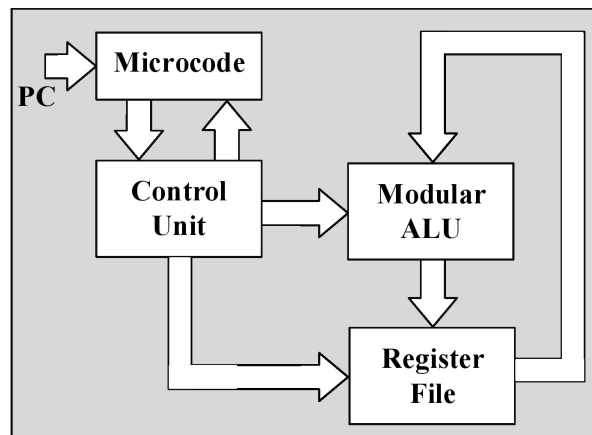 Microcode
PC
Control
Unit
Modular
ALU
Register
File